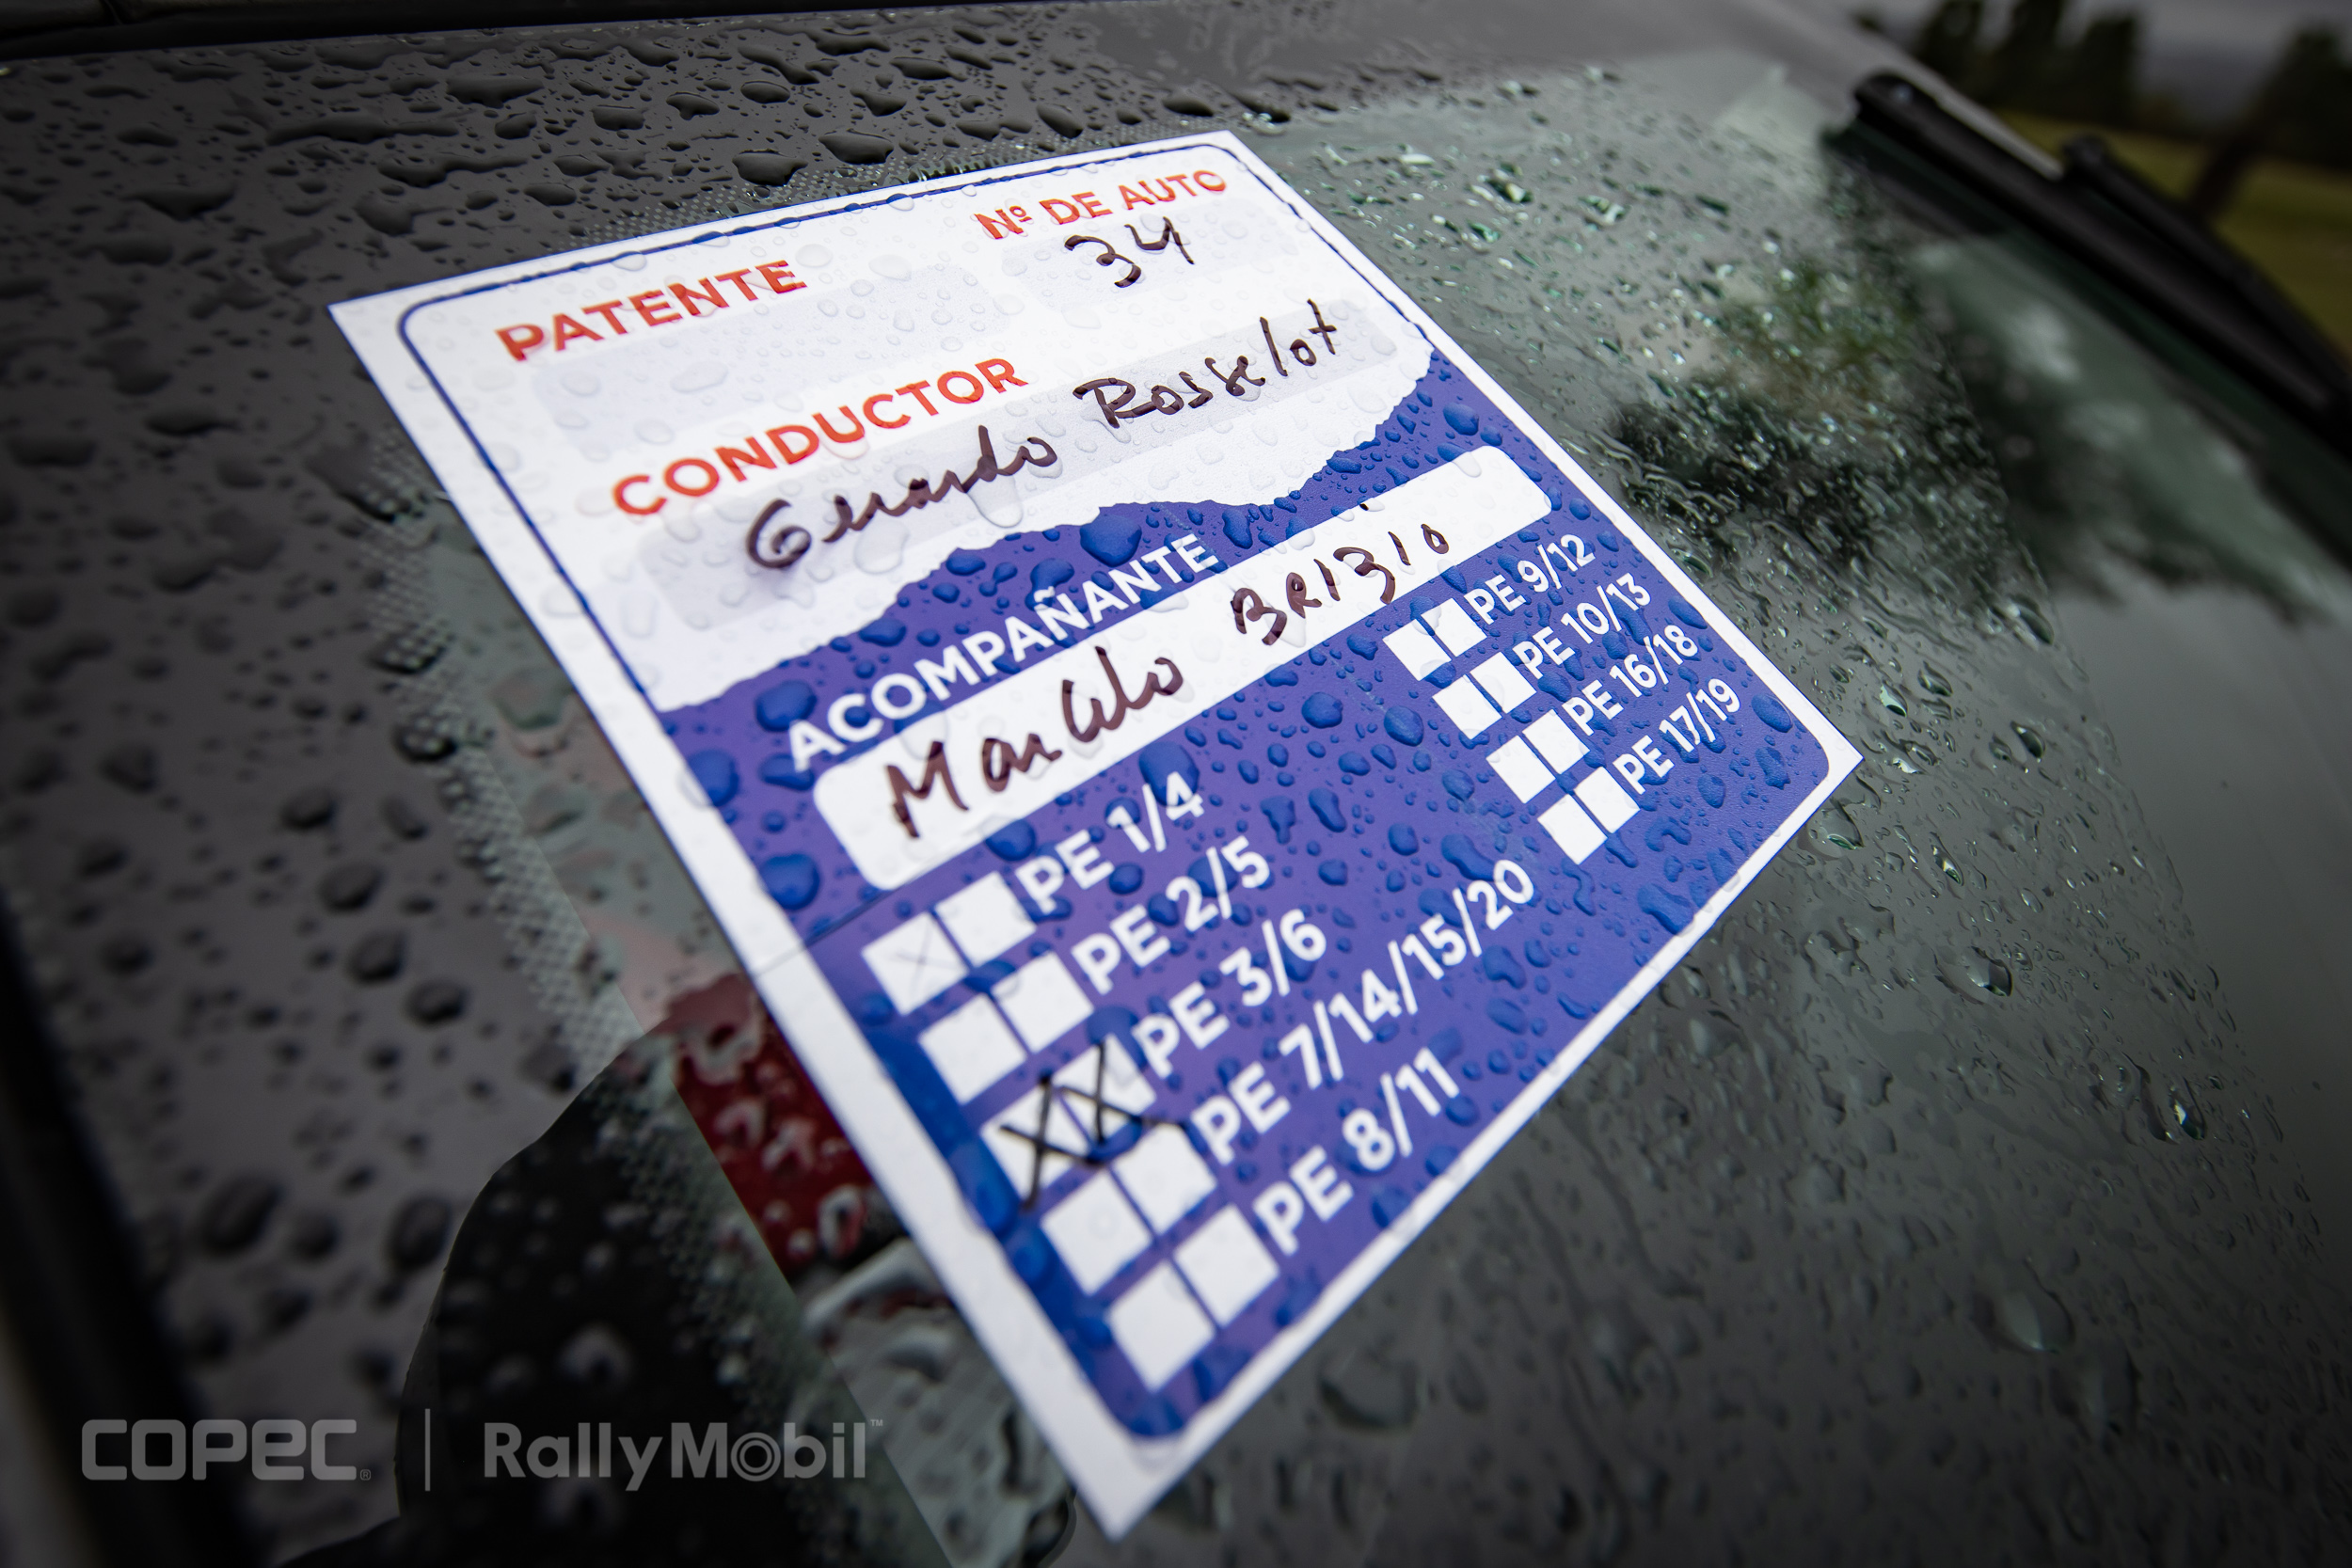 PATENTE
Nº DE AUTO
34
CONDUCTOR
Gerardo Rosselot
ACOMPAÑANTE
Marcelo BRIZIO
PE 1/4
PE 2/5
XX PE 3/6
PE 7/14/15/20
PE 8/11
PE 9/12
PE 10/13
PE 16/18
PE 17/19
COPEC® | RallyMobil™